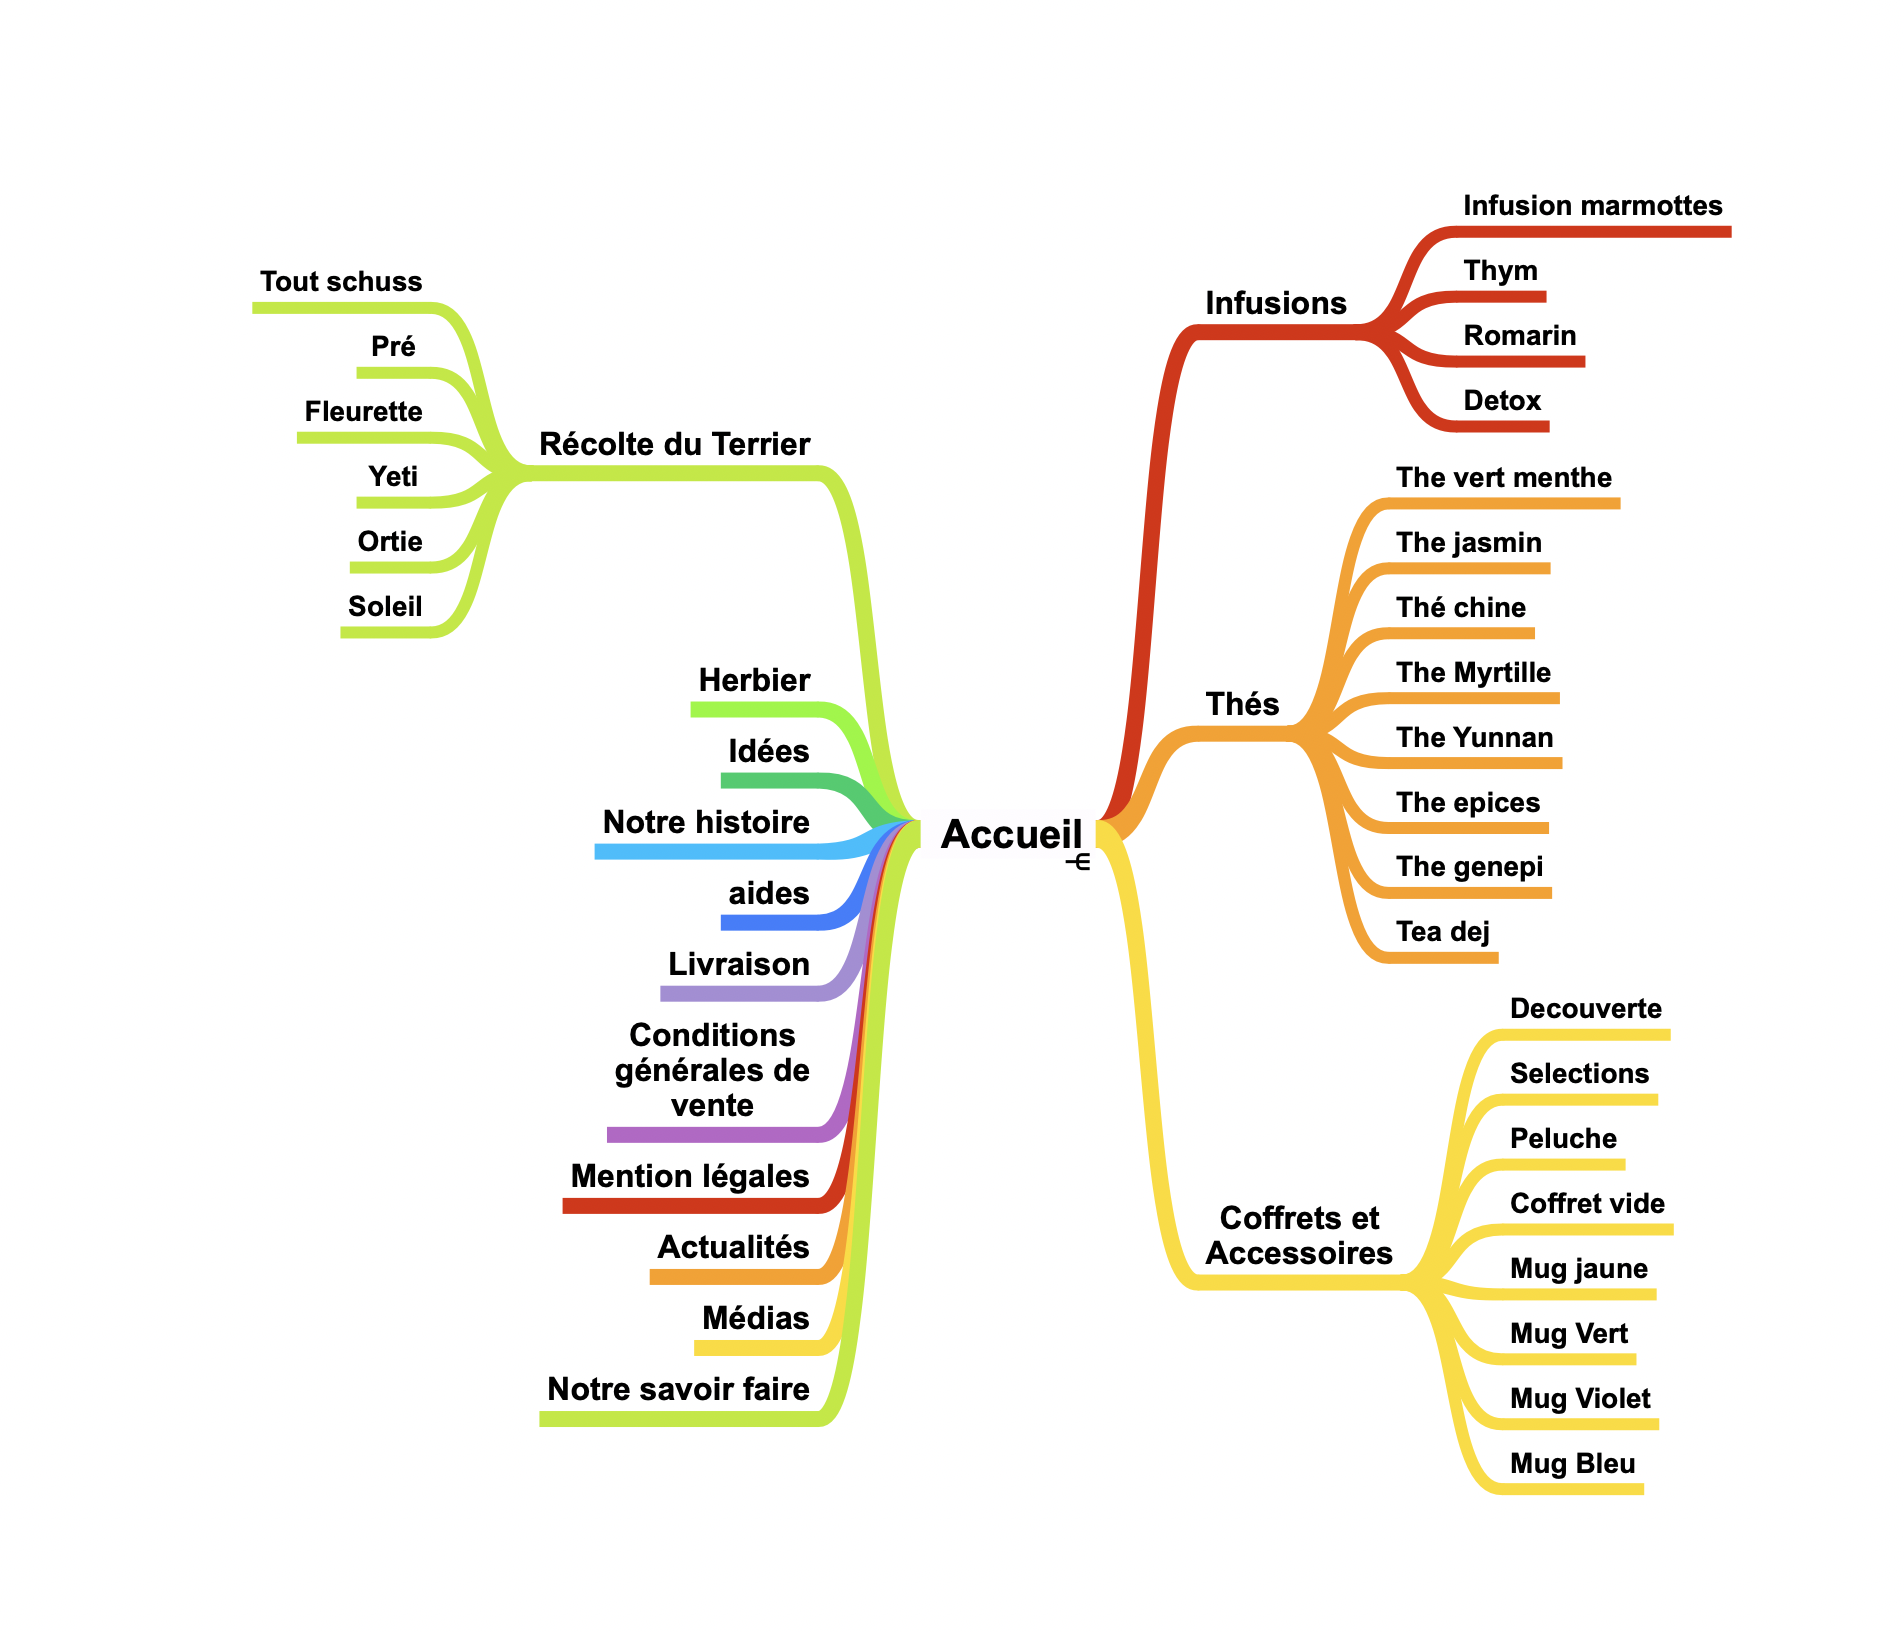 Accueil
Infusions
Infusion marmottes
Thym
Romarin
Detox
Thés
The vert menthe
The jasmin
Thé chine
The Myrtille
The Yunnan
The epices
The genepi
Tea dej
Coffrets et
Accessoires
Decouverte
Selections
Peluche
Coffret vide
Mug jaune
Mug Vert
Mug Violet
Mug Bleu
Récolte du Terrier
Tout schuss
Pré
Fleurette
Yeti
Ortie
Soleil
Herbier
Idées
Notre histoire
aides
Livraison
Conditions
générales de
vente
Mention légales
Actualités
Médias
Notre savoir faire